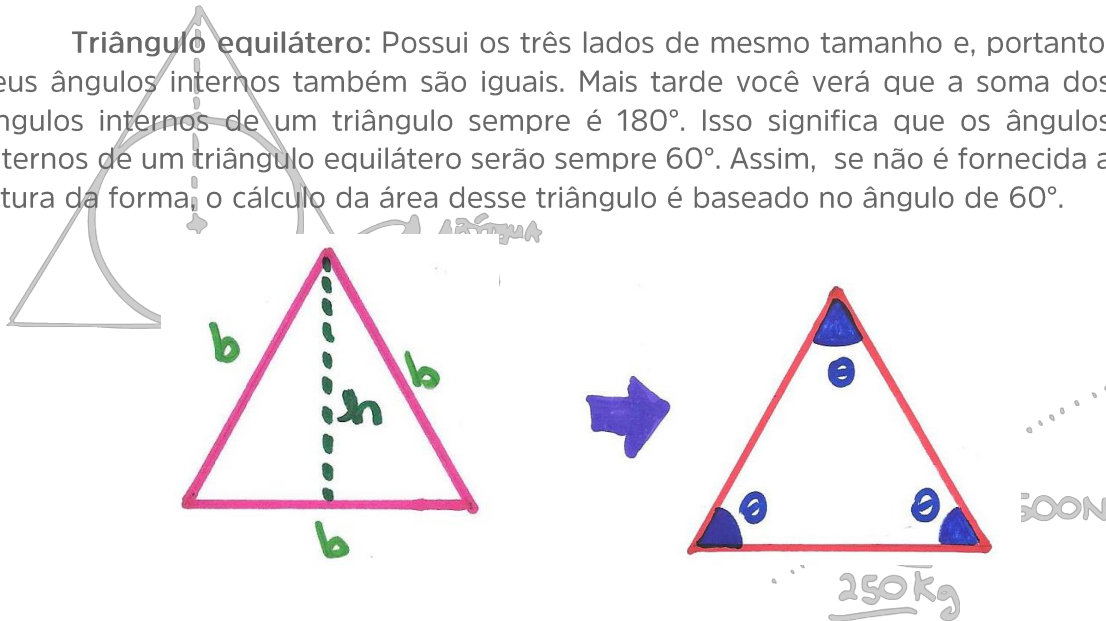 Triângulo equilátero: Possui os três lados de mesmo tamanho e, portanto
eus ângulos internos também são iguais. Mais tarde você verá que a soma dos
ngulos internos de um triângulo sempre é 180°. Isso significa que os ângulos
ternos de um triângulo equilátero serão sempre 60°. Assim, se não é fornecida a
tura da forma, o cálculo da área desse triângulo é baseado no ângulo de 60°.
b
b
h
b
θ
θ
θ
500N
250kg